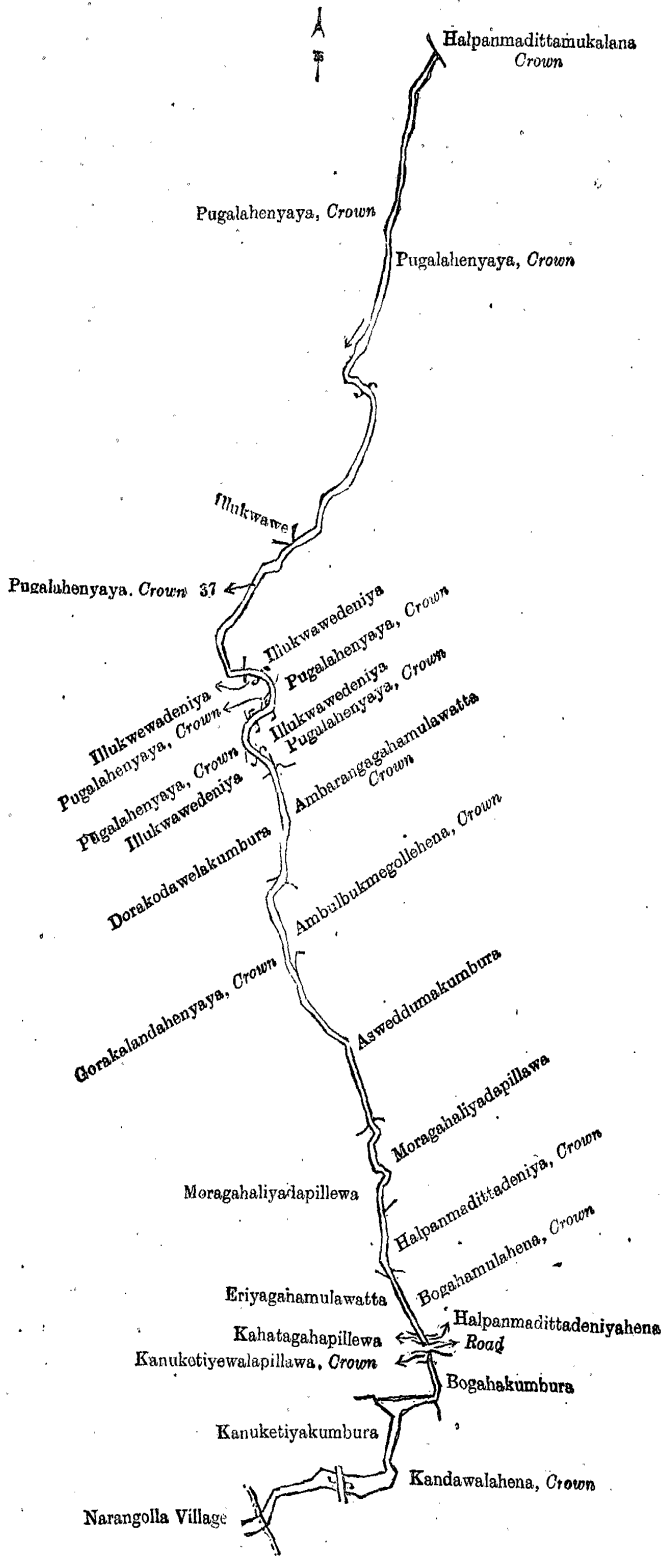 Halpanmadittamukalana
Crown
Pugalahenyaya, Crown
Pugalahenyaya, Crown
Illukwawe
Pugalahenyaya. Crown 37
Illukwawedeniya
Pugalahenyaya, Crown
Illukwawedeniya
Pugalahenyaya, Crown
Illukwewadeniya
Pugalahenyaya, Crown
Pugalahenyaya, Crown
Illukwawedeniya
Ambarangagahamulawatta
Crown
Dorakodawelakumbura
Ambulbukmegollehena, Crown
Gorakalandahenyaya, Crown
Asweddumakumbura
Moragahaliyadapillawa
Moragahaliyadapillewa
Halpanmadittadeniya, Crown
Bogahamulahena, Crown
Eriyagahamulawatta
Halpanmadittadeniyahena
Kahatagahapillewa
Road
Kanukotiyewalapillawa, Crown
Bogahakumbura
Kanuketiyakumbura
Kandawalahena, Crown
Narangolla Village